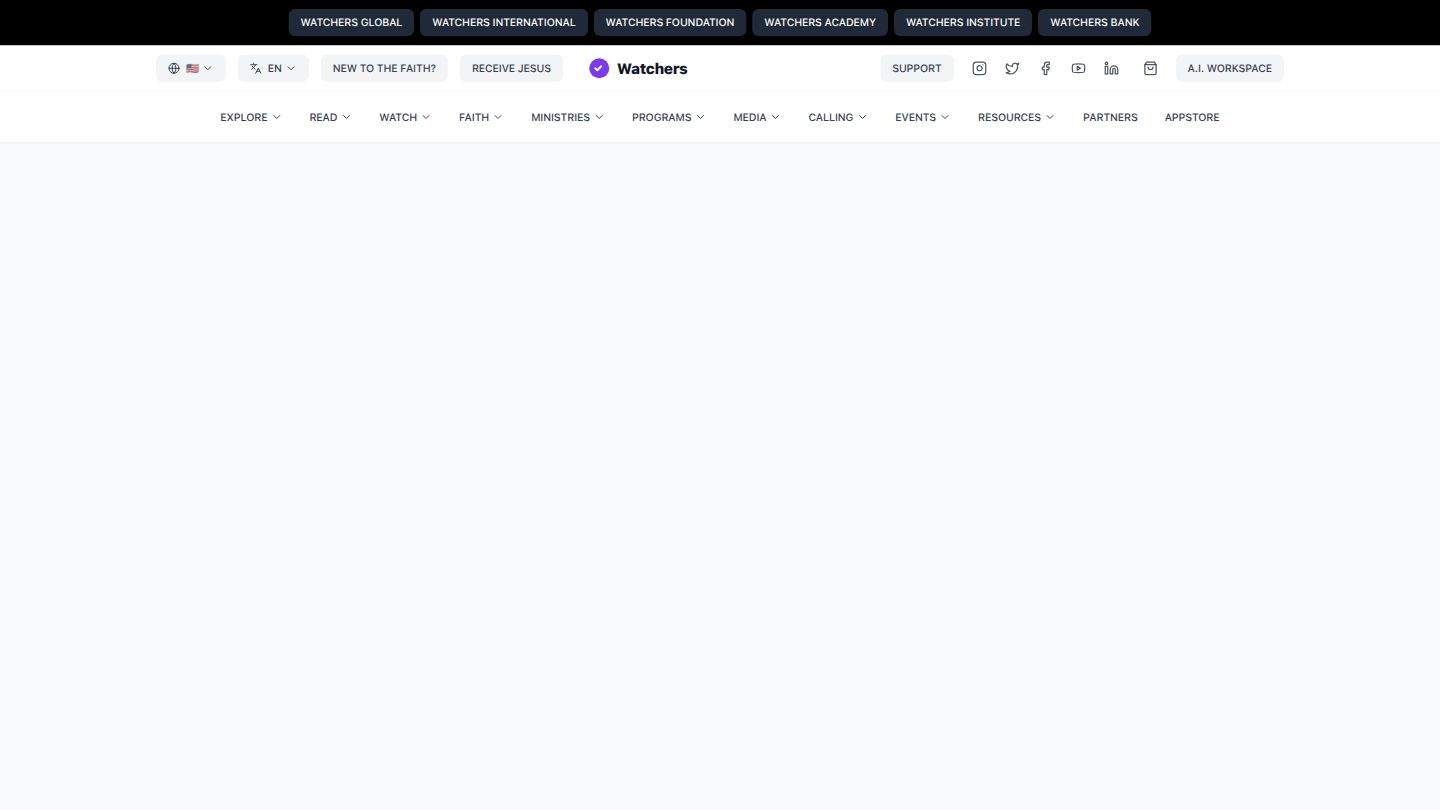 WATCHERS GLOBAL WATCHERS INTERNATIONAL WATCHERS FOUNDATION WATCHERS ACADEMY WATCHERS INSTITUTE WATCHERS BANK
EN NEW TO THE FAITH? RECEIVE JESUS Watchers SUPPORT A.I. WORKSPACE
EXPLORE READ WATCH FAITH MINISTRIES PROGRAMS MEDIA CALLING EVENTS RESOURCES PARTNERS APPSTORE